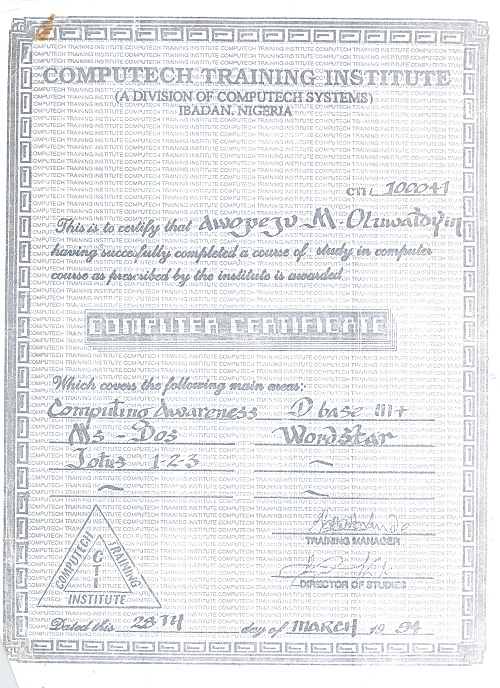 COMPUTECH TRAINING INSTITUTE
(A DIVISION OF COMPUTECH SYSTEMS)
IBADAN. NIGERIA
CTI/ 100041
This is to certify that Awopeju M. Oluwatoyin
having succesfully completed a course of study in computer
course as prescribed by the institute is awarded
COMPUTER CERTIFICATE
Which covers the following main areas:-
Computing Awareness D base III+
Ms - Dos WordStar
Lotus 1-2-3 ~
~ ~
TRAINING MANAGER
DIRECTOR OF STUDIES
COMPUTECH TRAINING INSTITUTE
CTI
Dated this 28TH day of MARCH 19 94